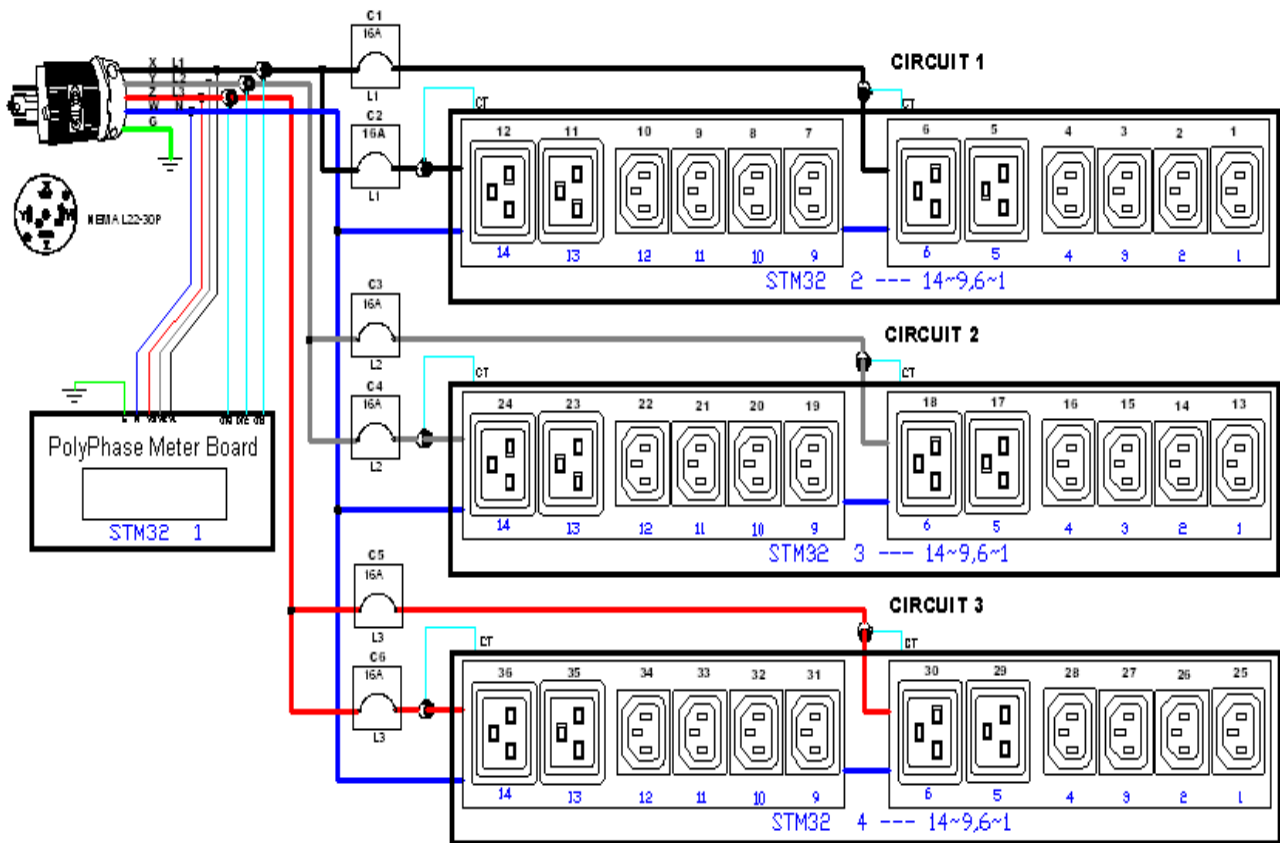 C1
16A
L1
CIRCUIT 1
X L1
Y L2
Z L3
W N
G
C2
16A
L1
CT
CT
12 11 10 9 8 7
6 5 4 3 2 1
14 13 12 11 10 9
6 5 4 3 2 1
STM32 2 --- 14~9,6~1
NEMA L22-30P
C3
16A
L2
CIRCUIT 2
C4
16A
L2
CT
CT
24 23 22 21 20 19
18 17 16 15 14 13
14 13 12 11 10 9
6 5 4 3 2 1
STM32 3 --- 14~9,6~1
PolyPhase Meter Board
STM32 1
C5
16A
L3
CIRCUIT 3
C6
16A
L3
CT
CT
36 35 34 33 32 31
30 29 28 27 26 25
14 13 12 11 10 9
6 5 4 3 2 1
STM32 4 --- 14~9,6~1